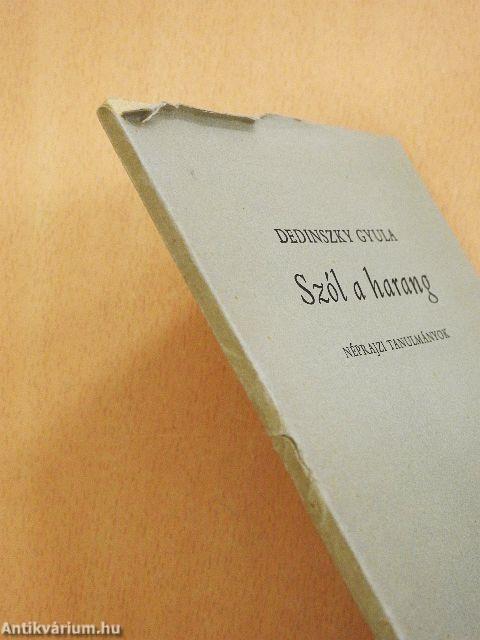 DEDINSZKY GYULA
Szól a harang
NÉPRAJZI TANULMÁNYOK
Antikvárium.hu